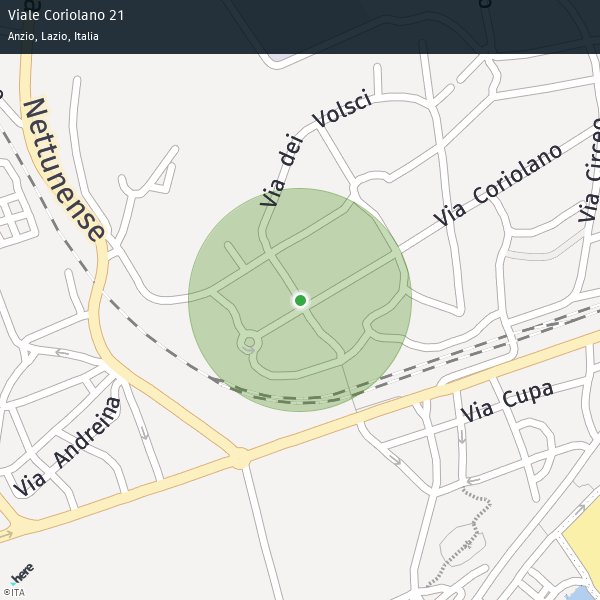 Viale Coriolano 21
Anzio, Lazio, Italia
Nettunense
Via dei Volsci
Via Coriolano
Via Circeo
Via Cupa
Via Andreina
here
©ITA